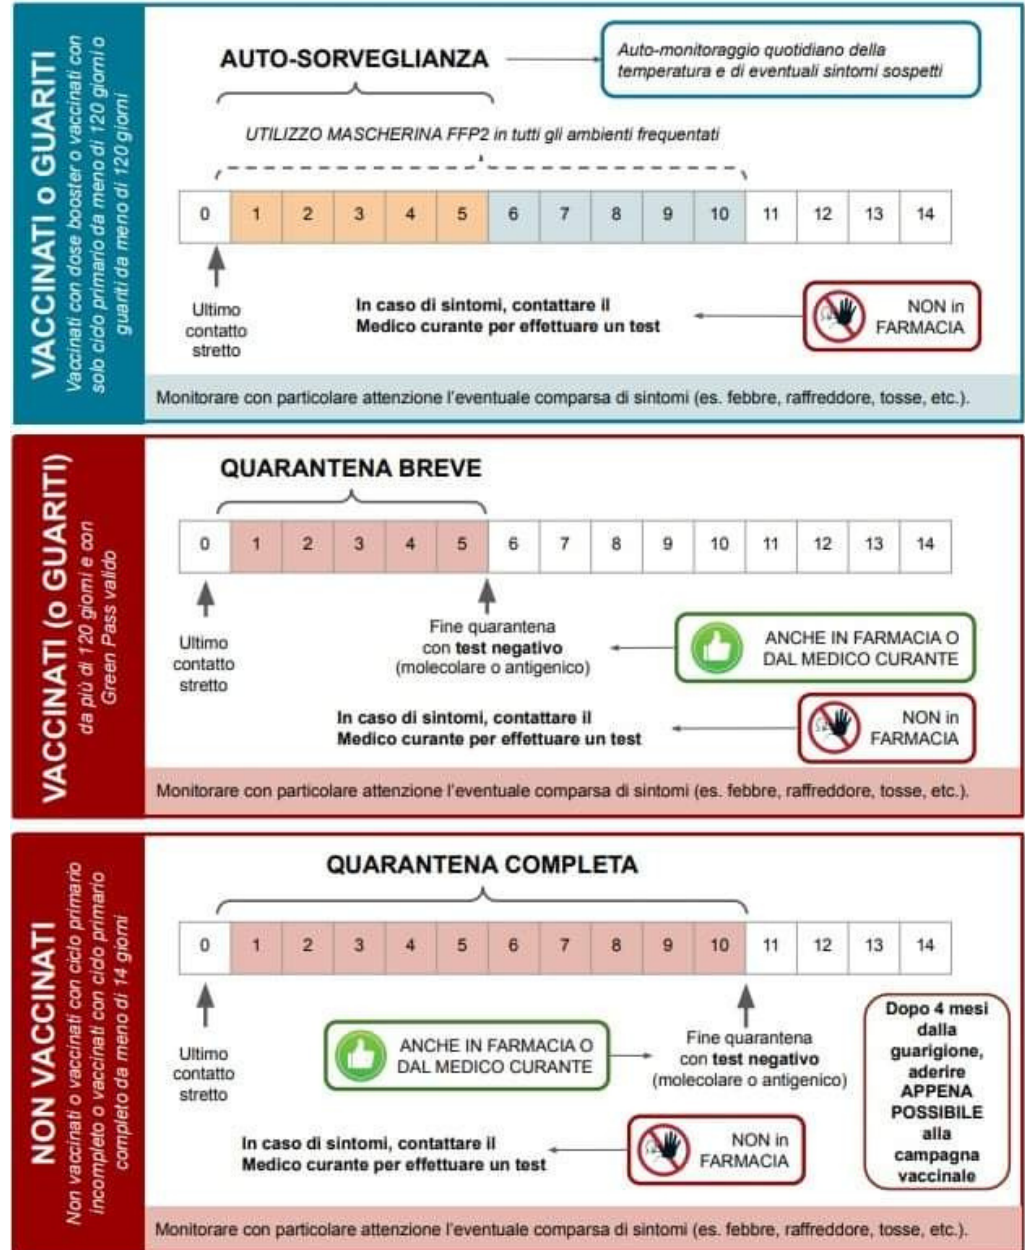 VACCINATI o GUARITI
Vaccinati con dose booster o vaccinati con
solo ciclo primario da meno di 120 giorni o
guariti da meno di 120 giorni
AUTO-SORVEGLIANZA
Auto-monitoraggio quotidiano della
temperatura e di eventuali sintomi sospetti
UTILIZZO MASCHERINA FFP2 in tutti gli ambienti frequentati
0 1 2 3 4 5 6 7 8 9 10 11 12 13 14
Ultimo
contatto
stretto
In caso di sintomi, contattare il
Medico curante per effettuare un test
NON in
FARMACIA
Monitorare con particolare attenzione l'eventuale comparsa di sintomi (es. febbre, raffreddore, tosse, etc.).
VACCINATI (o GUARITI)
da più di 120 giorni e con
Green Pass valido
QUARANTENA BREVE
0 1 2 3 4 5 6 7 8 9 10 11 12 13 14
Ultimo
contatto
stretto
Fine quarantena
con test negativo
(molecolare o antigenico)
ANCHE IN FARMACIA O
DAL MEDICO CURANTE
In caso di sintomi, contattare il
Medico curante per effettuare un test
NON in
FARMACIA
Monitorare con particolare attenzione l'eventuale comparsa di sintomi (es. febbre, raffreddore, tosse, etc.).
NON VACCINATI
Non vaccinati o vaccinati con ciclo primario
incompleto o vaccinati con ciclo primario
completo da meno di 14 giorni
QUARANTENA COMPLETA
0 1 2 3 4 5 6 7 8 9 10 11 12 13 14
Ultimo
contatto
stretto
ANCHE IN FARMACIA O
DAL MEDICO CURANTE
Fine quarantena
con test negativo
(molecolare o antigenico)
Dopo 4 mesi
dalla
guarigione,
aderire
APPENA
POSSIBILE
alla
campagna
vaccinale
In caso di sintomi, contattare il
Medico curante per effettuare un test
NON in
FARMACIA
Monitorare con particolare attenzione l'eventuale comparsa di sintomi (es. febbre, raffreddore, tosse, etc.).